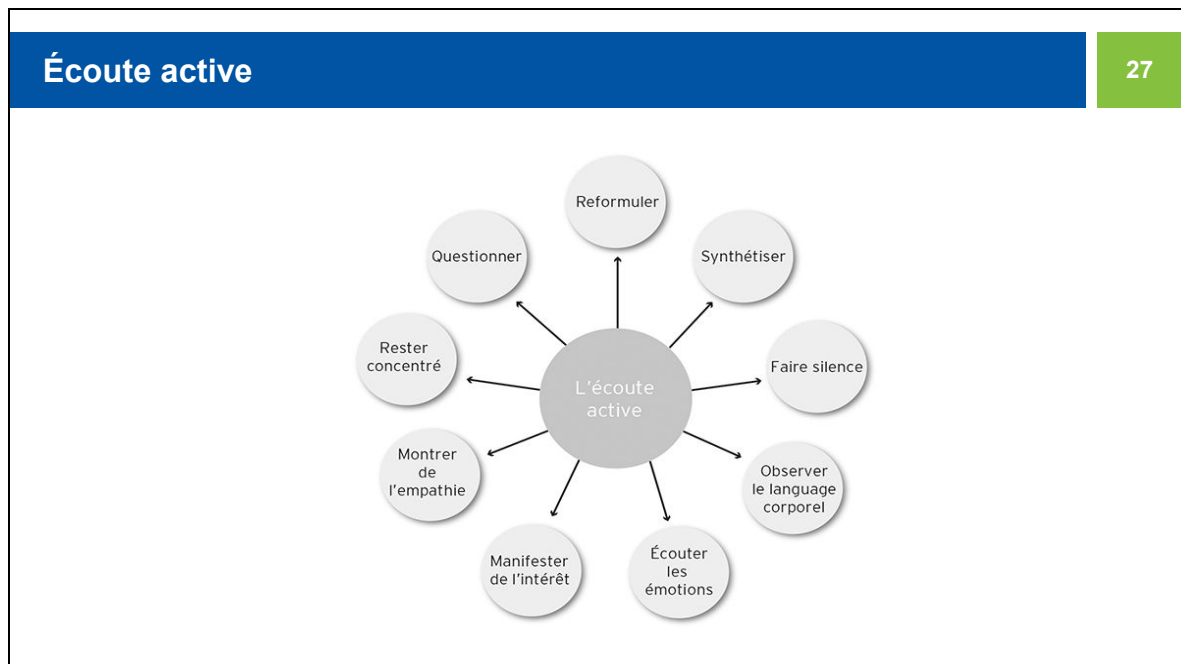 Écoute active
27
Reformuler
Synthétiser
Faire silence
Observer
le language
corporel
Écouter
les
émotions
Manifester
de l'intérêt
Montrer
de
l'empathie
Rester
concentré
Questionner
L'écoute
active